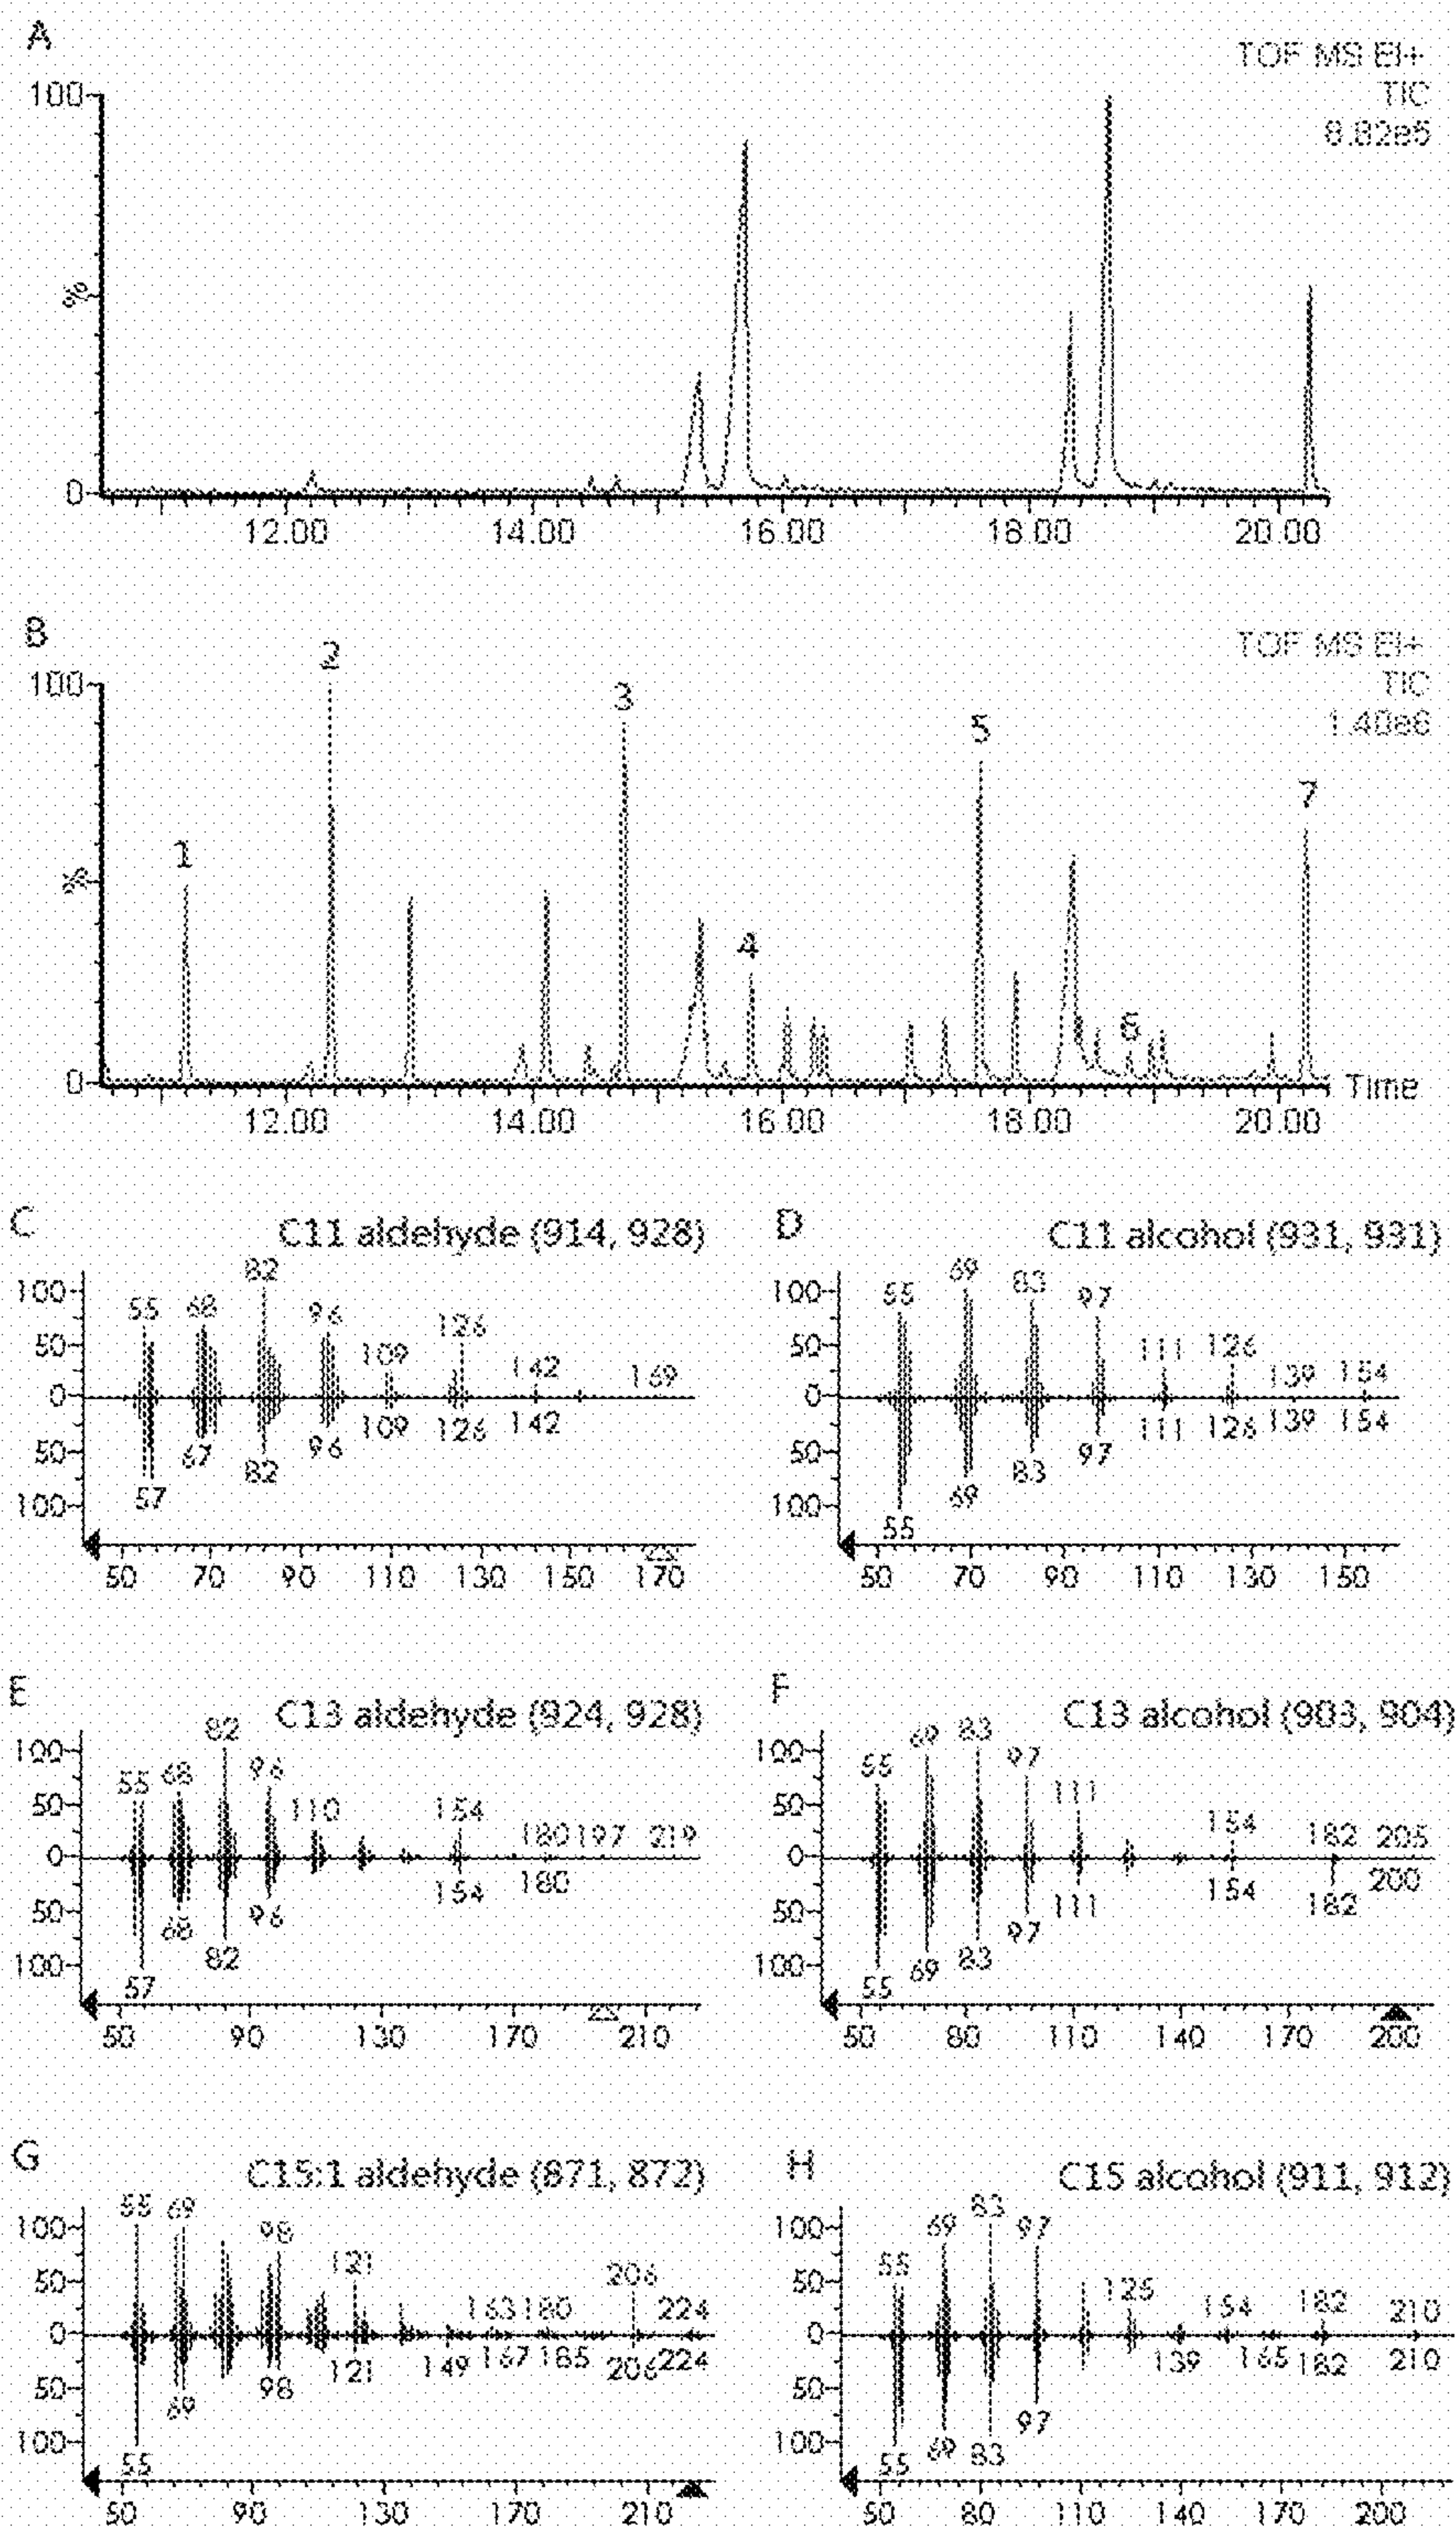 A
TOF MS EI+
TIC
8.82e5
100
%
0
12.00 14.00 16.00 18.00 20.00
B
TOF MS EI+
TIC
1.40e6
100
%
0
1 2 3 4 5 6 7
12.00 14.00 16.00 18.00 20.00
Time
C
C11 aldehyde (914, 928)
100
50
0
50
100
55 68 82 96 109 126 142 169
57 67 82 96 109 126 142
50 70 90 110 130 150 170
D
C11 alcohol (931, 931)
100
50
0
50
100
55 69 83 97 111 126 139 154
55 69 83 97 111 126 139 154
50 70 90 110 130 150
E
C13 aldehyde (924, 928)
100
50
0
50
100
55 68 82 96 110 154 180 197 219
57 68 82 96 154 180
50 90 130 170 210
F
C13 alcohol (903, 904)
100
50
0
50
100
55 69 83 97 111 154 182 205
55 69 83 97 111 154 182 200
50 80 110 140 170 200
G
C15:1 aldehyde (871, 872)
100
50
0
50
100
55 69 98 121 163 180 206 224
55 69 98 121 149 167 185 206 224
50 90 130 170 210
H
C15 alcohol (911, 912)
100
50
0
50
100
55 69 83 97 125 154 182 210
55 69 83 97 139 165 182 210
50 80 110 140 170 200